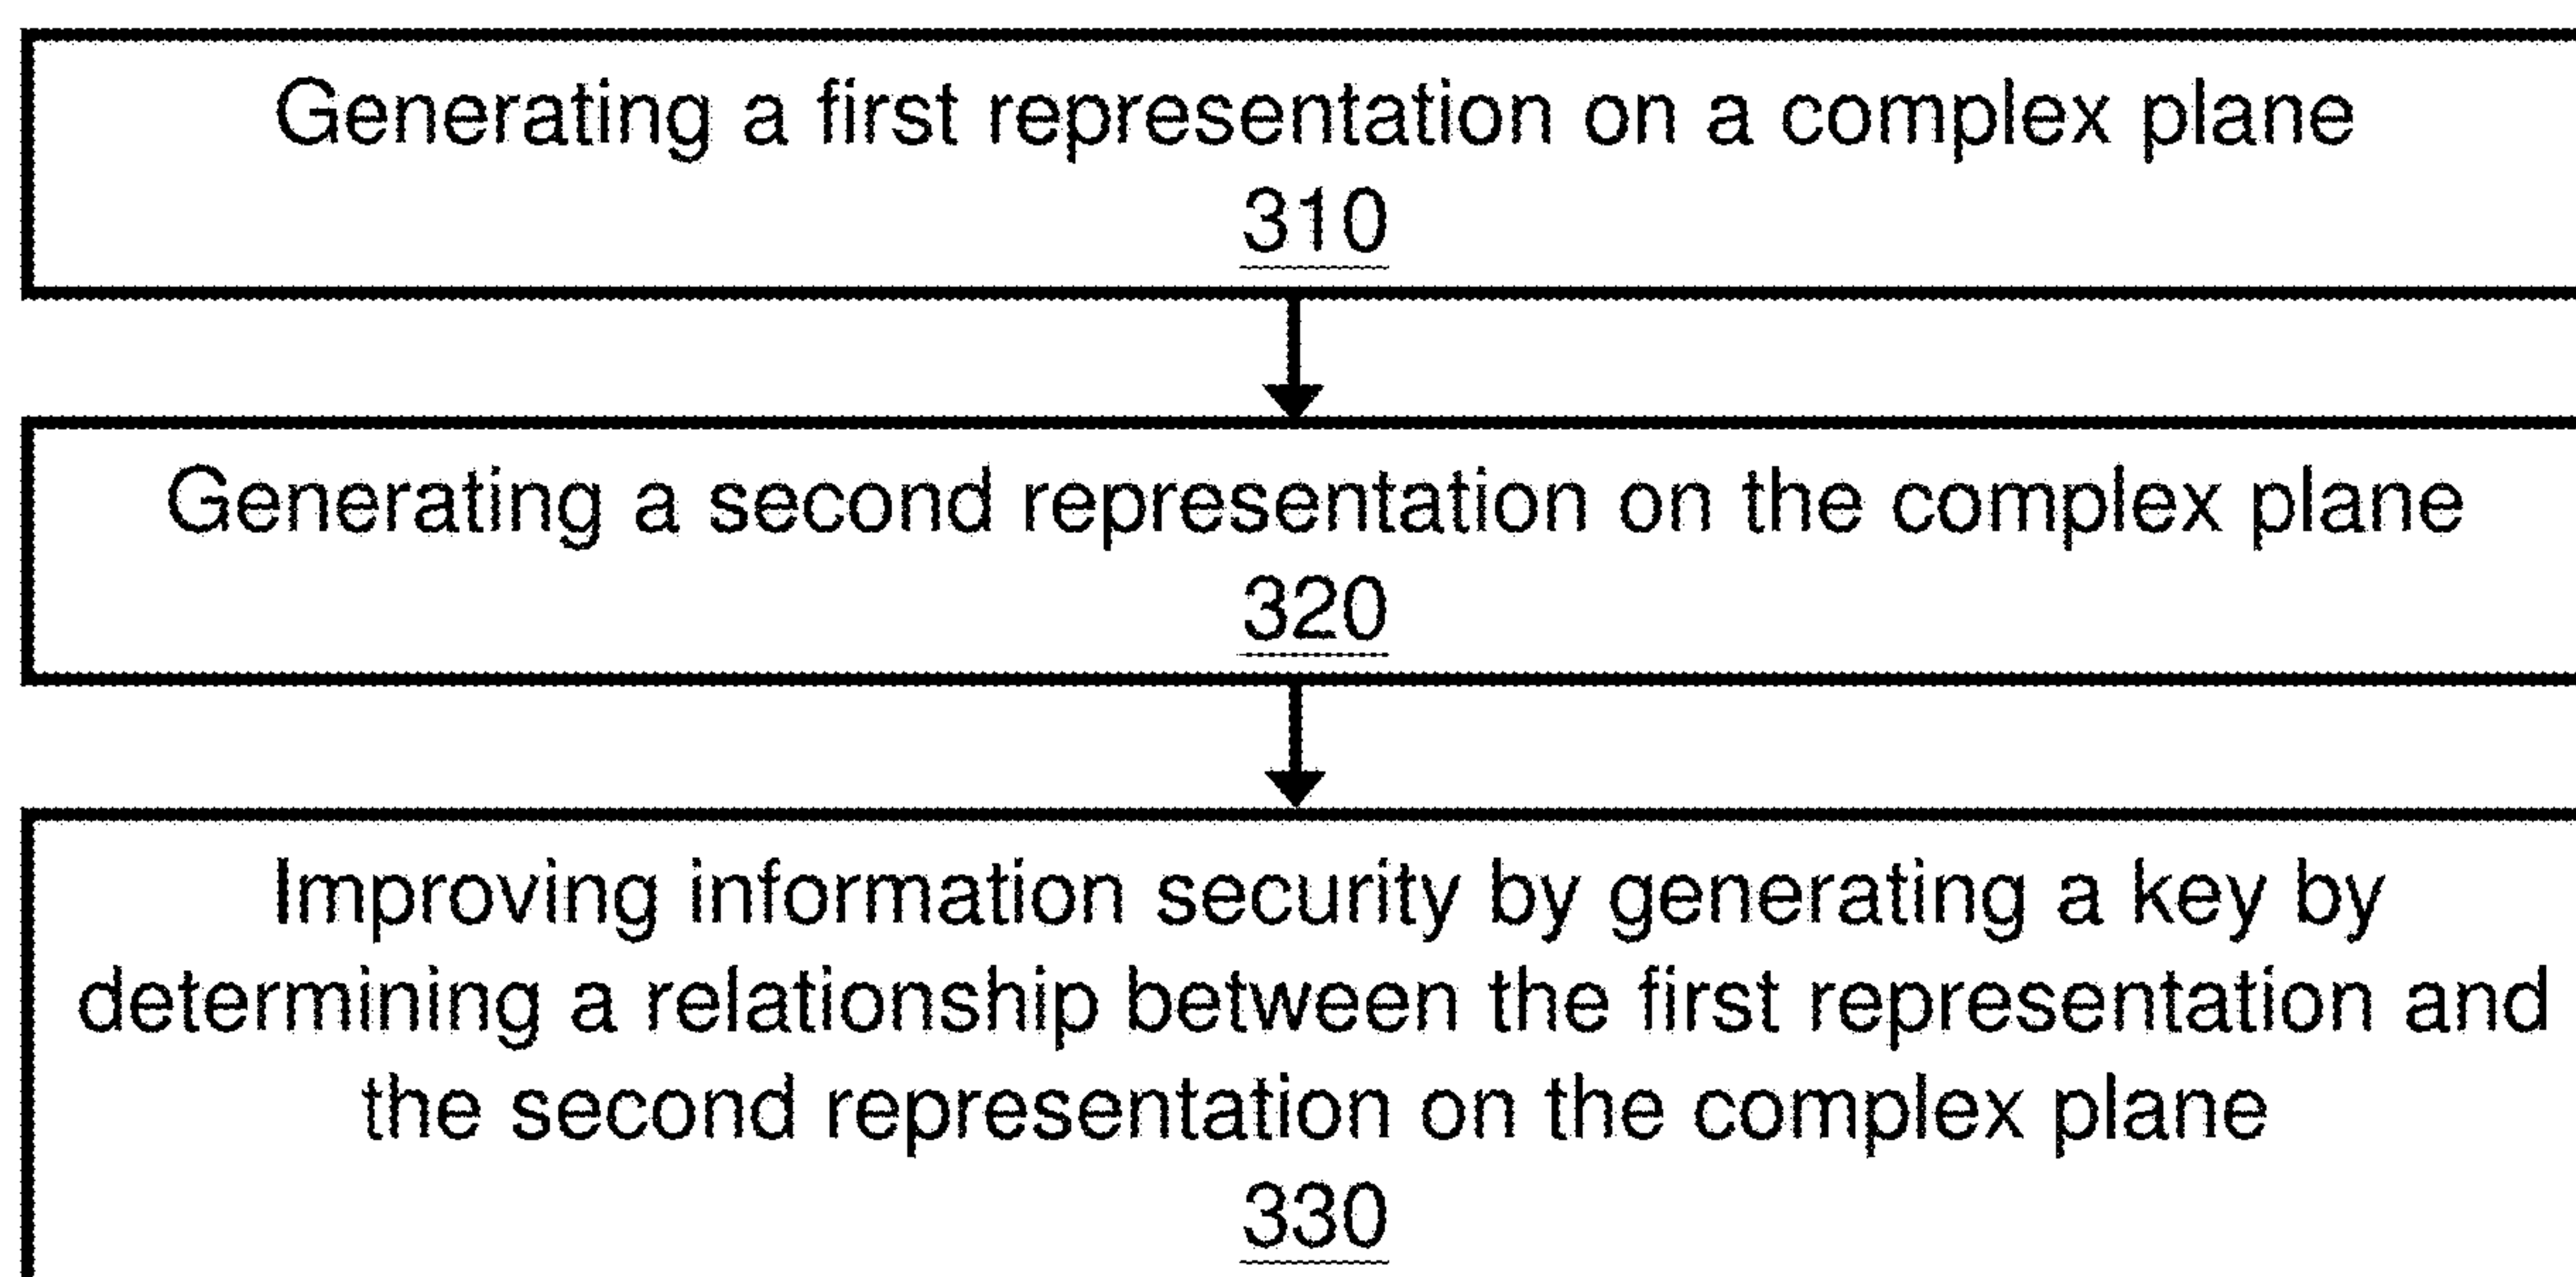 Generating a first representation on a complex plane
310
Generating a second representation on the complex plane
320
Improving information security by generating a key by
determining a relationship between the first representation and
the second representation on the complex plane
330